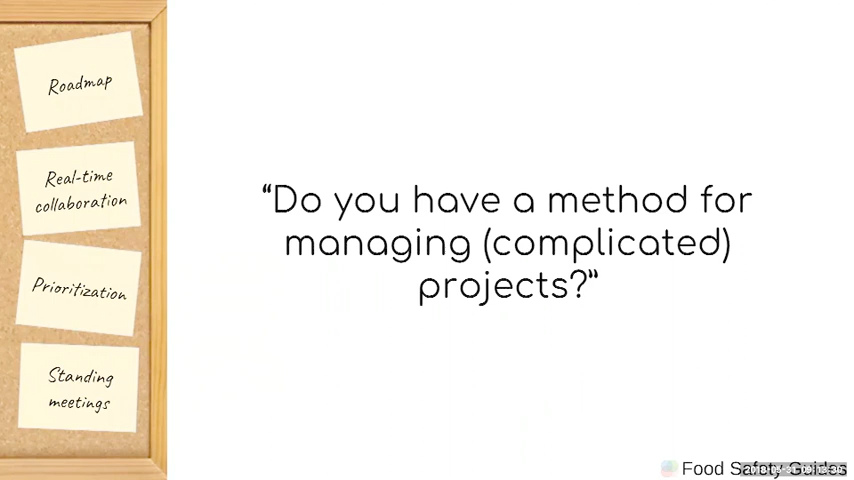 Roadmap
Real-time
collaboration
Prioritization
Standing
meetings
“Do you have a method for
managing (complicated)
projects?”
Food Safety Guides